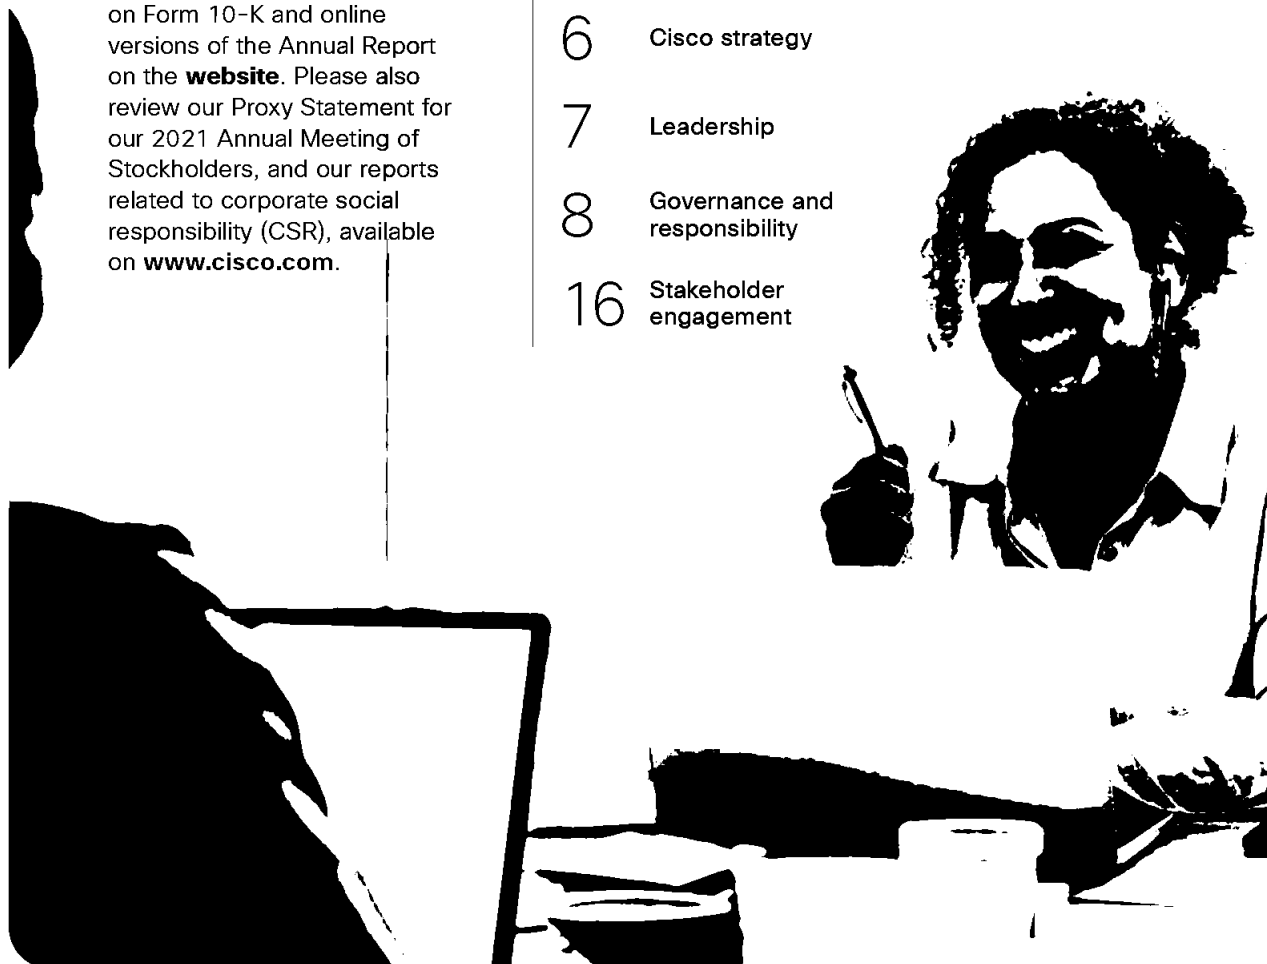 on Form 10-K and online
versions of the Annual Report
on the website. Please also
review our Proxy Statement for
our 2021 Annual Meeting of
Stockholders, and our reports
related to corporate social
responsibility (CSR), available
on www.cisco.com.
6 Cisco strategy
7 Leadership
8 Governance and
responsibility
16 Stakeholder
engagement